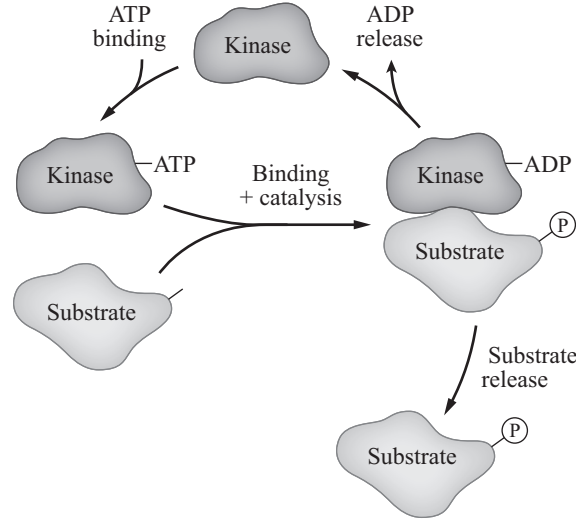 ATP
binding
Kinase
ADP
release
Kinase
ATP
Binding
+ catalysis
Kinase
ADP
Substrate
P
Substrate
Substrate
release
Substrate
P